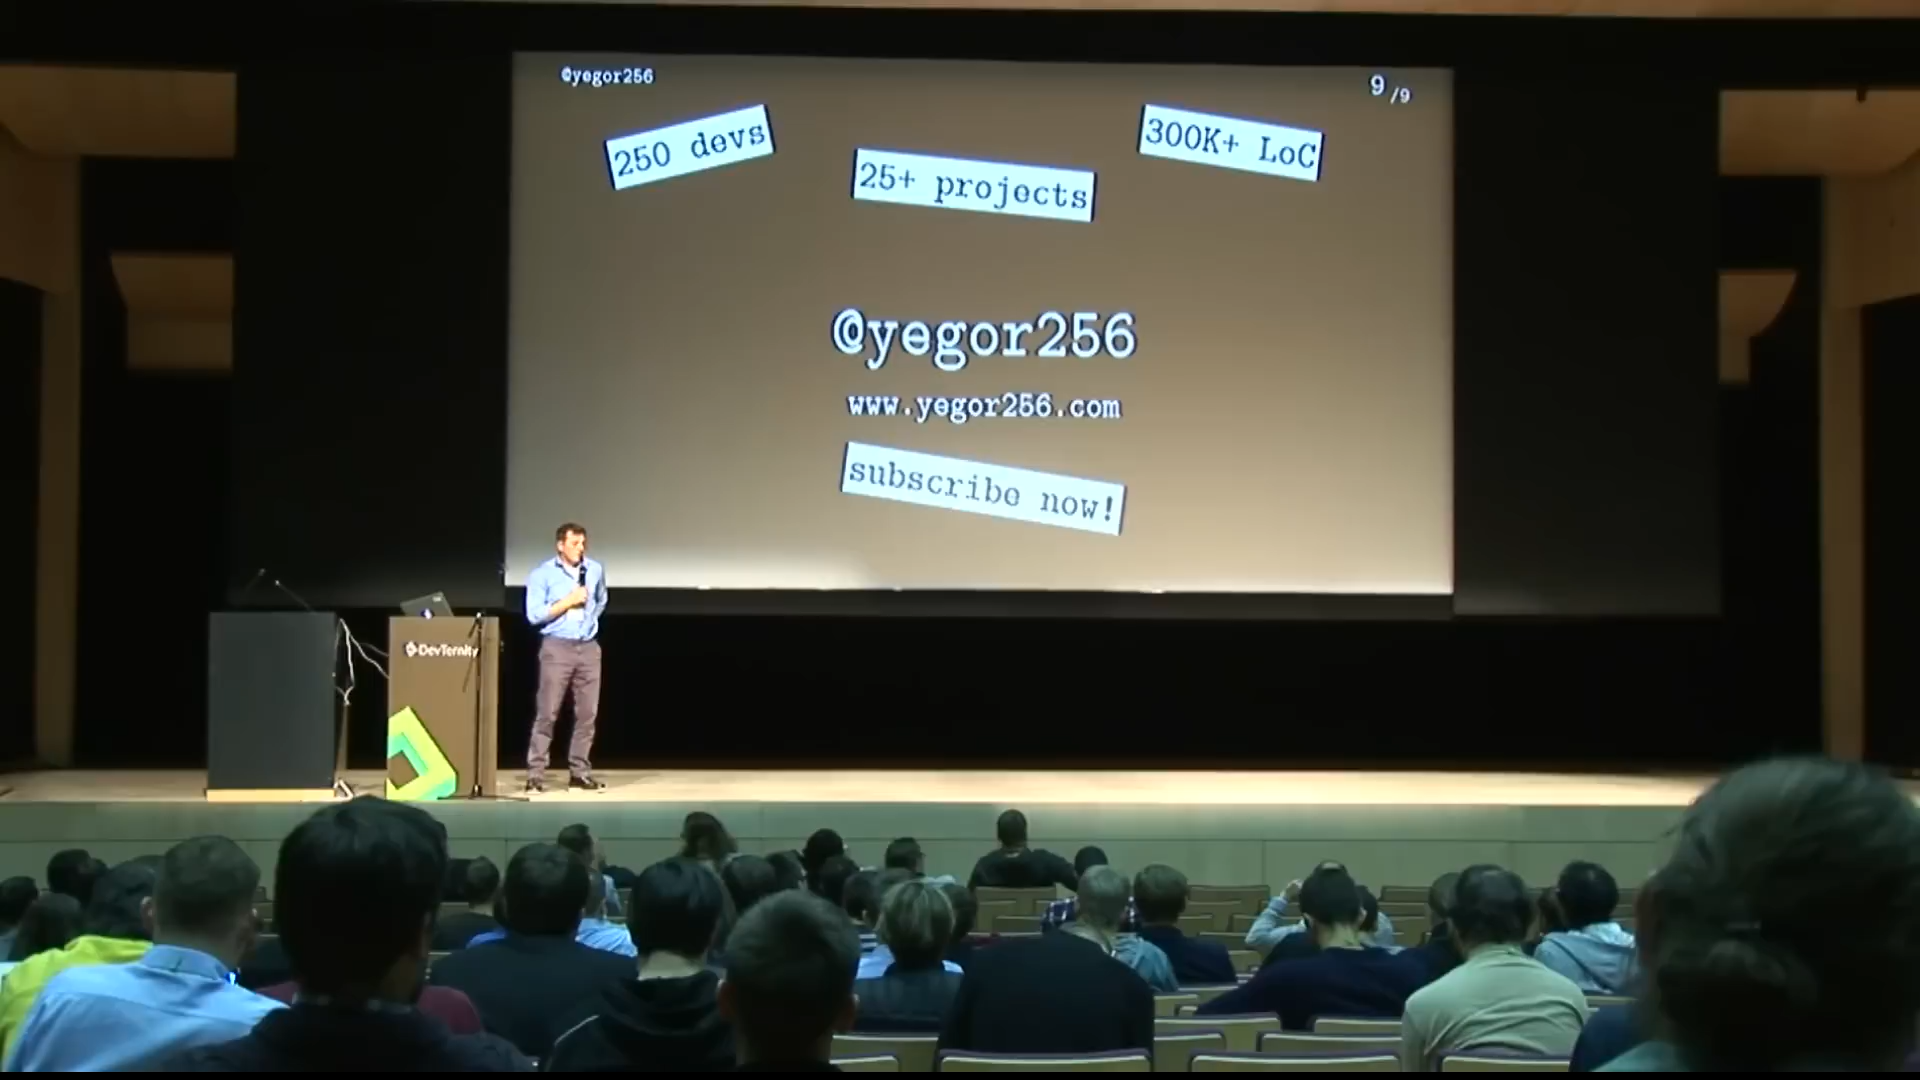 @yegor256
9/9
250 devs
25+ projects
300K+ LoC
@yegor256
www.yegor256.com
subscribe now!
DevTernity